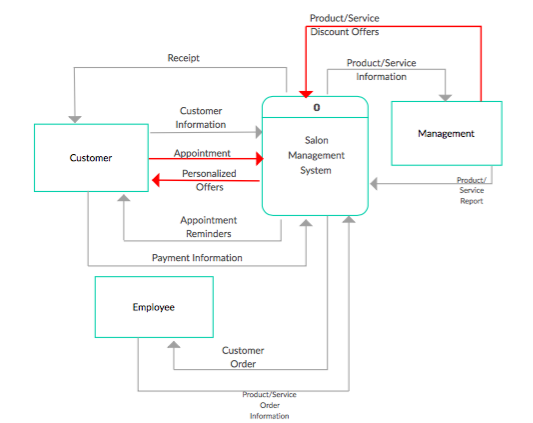 Product/Service
Discount Offers
Receipt
Product/Service
Information
0
Customer
Information
Salon
Management
System
Management
Customer
Appointment
Personalized
Offers
Product/
Service
Report
Appointment
Reminders
Payment Information
Employee
Customer
Order
Product/Service
Order
Information